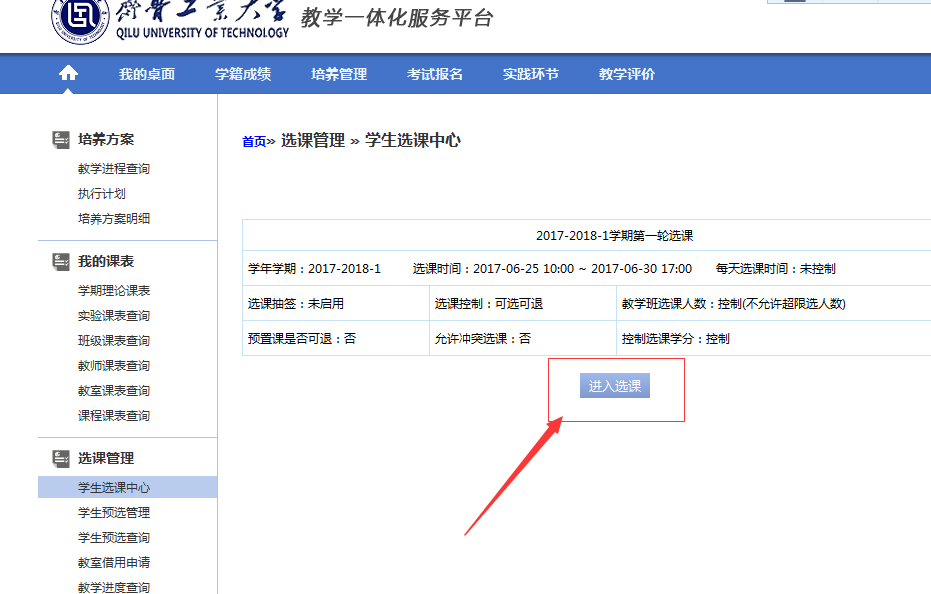 齐鲁工业大学
QILU UNIVERSITY OF TECHNOLOGY
教学一体化服务平台
我的桌面 学籍成绩 培养管理 考试报名 实践环节 教学评价
培养方案
教学进程查询
执行计划
培养方案明细
我的课表
学期理论课表
实验课表查询
班级课表查询
教师课表查询
教室课表查询
课程课表查询
选课管理
学生选课中心
学生预选管理
学生预选查询
教室借用申请
教学进度查询
首页» 选课管理 » 学生选课中心
2017-2018-1学期第一轮选课
学年学期：2017-2018-1 选课时间：2017-06-25 10:00 ~ 2017-06-30 17:00 每天选课时间：未控制
选课抽签：未启用 选课控制：可选可退 教学班选课人数：控制(不允许超限选人数)
预置课是否可退：否 允许冲突选课：否 控制选课学分：控制
进入选课